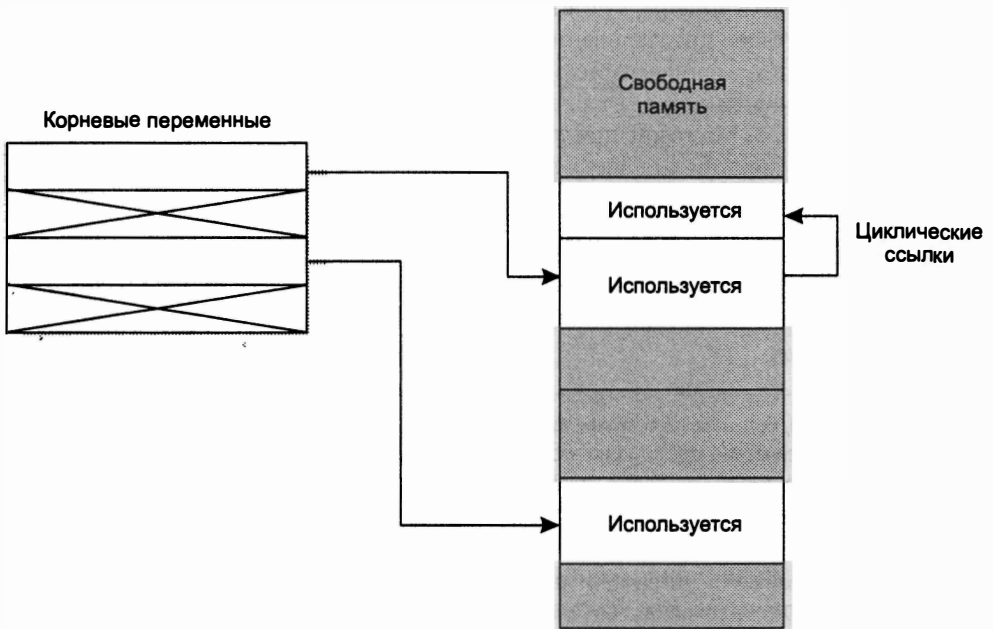 Свободная
память
Корневые переменные
Используется
Циклические
ссылки
Используется
Используется